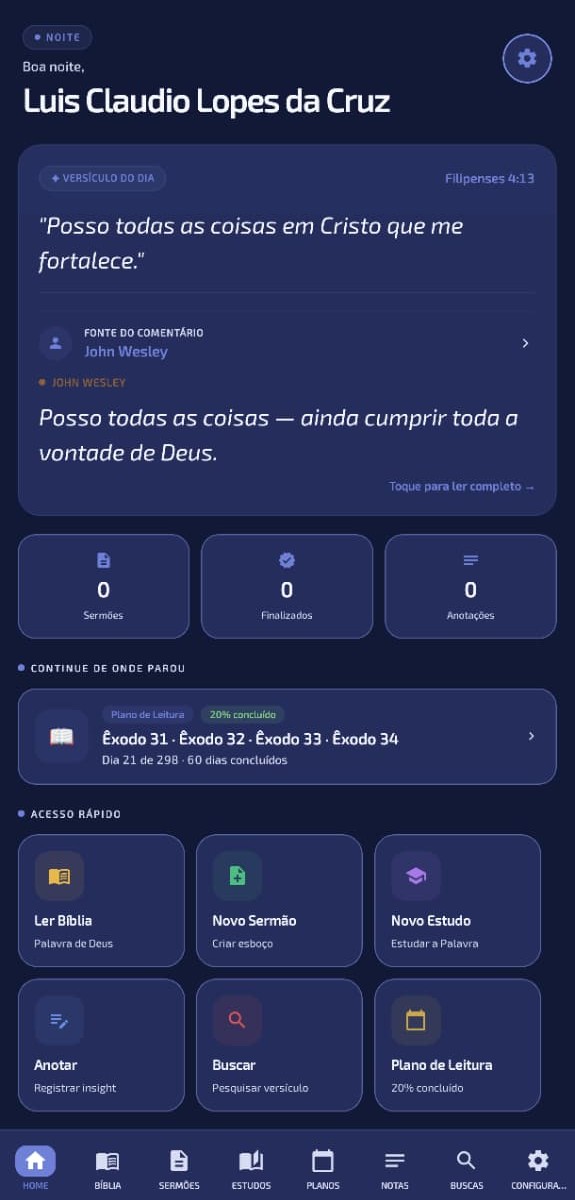 NOITE
Boa noite,
Luis Claudio Lopes da Cruz
VERSÍCULO DO DIA
Filipenses 4:13
"Posso todas as coisas em Cristo que me
fortalece."
FONTE DO COMENTÁRIO
John Wesley
JOHN WESLEY
Posso todas as coisas — ainda cumprir toda a
vontade de Deus.
Toque para ler completo →
0
Sermões
0
Finalizados
0
Anotações
CONTINUE DE ONDE PAROU
Plano de Leitura
20% concluído
Êxodo 31 · Êxodo 32 · Êxodo 33 · Êxodo 34
Dia 21 de 298 · 60 dias concluídos
ACESSO RÁPIDO
Ler Bíblia
Palavra de Deus
Novo Sermão
Criar esboço
Novo Estudo
Estudar a Palavra
Anotar
Registrar insight
Buscar
Pesquisar versículo
Plano de Leitura
20% concluído
HOME
BÍBLIA
SERMÕES
ESTUDOS
PLANOS
NOTAS
BUSCAS
CONFIGURA...